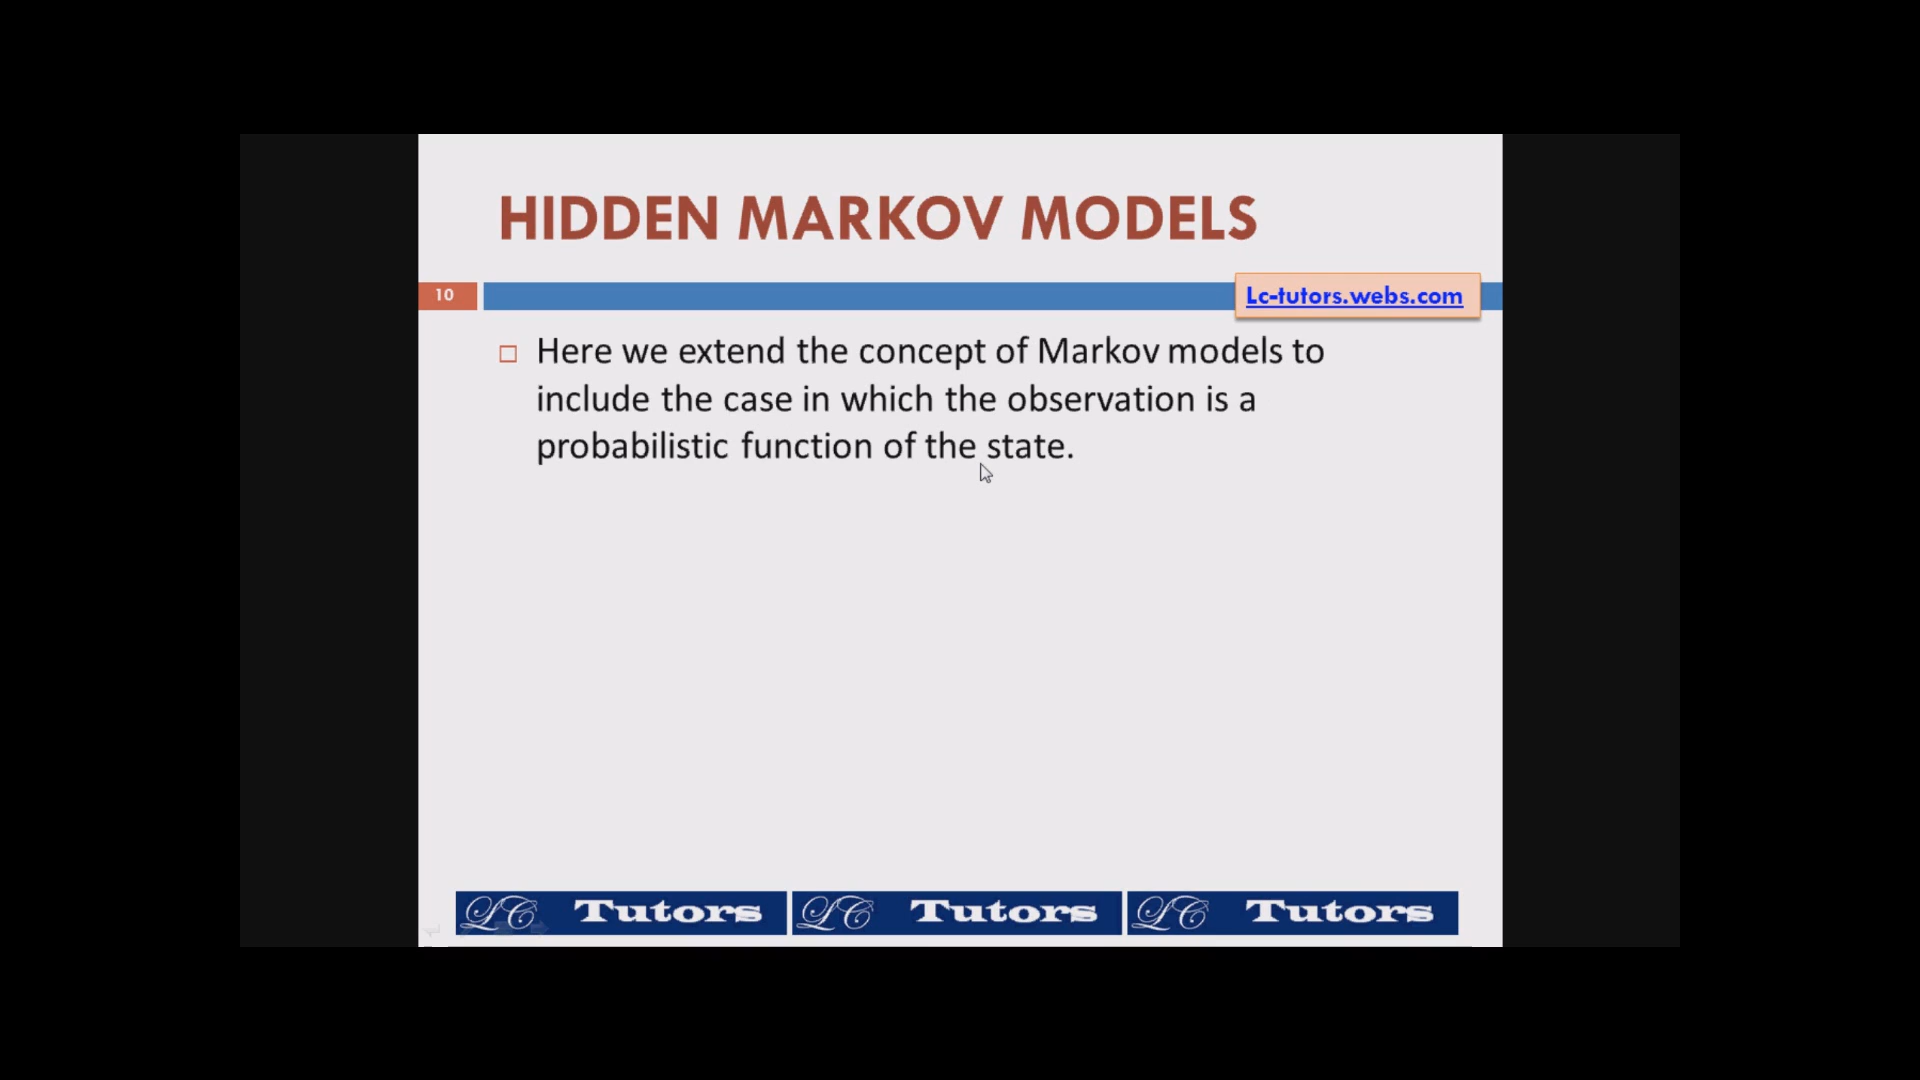 HIDDEN MARKOV MODELS
10
Lc-tutors.webs.com
Here we extend the concept of Markov models to
include the case in which the observation is a
probabilistic function of the state.
LC Tutors LC Tutors LC Tutors